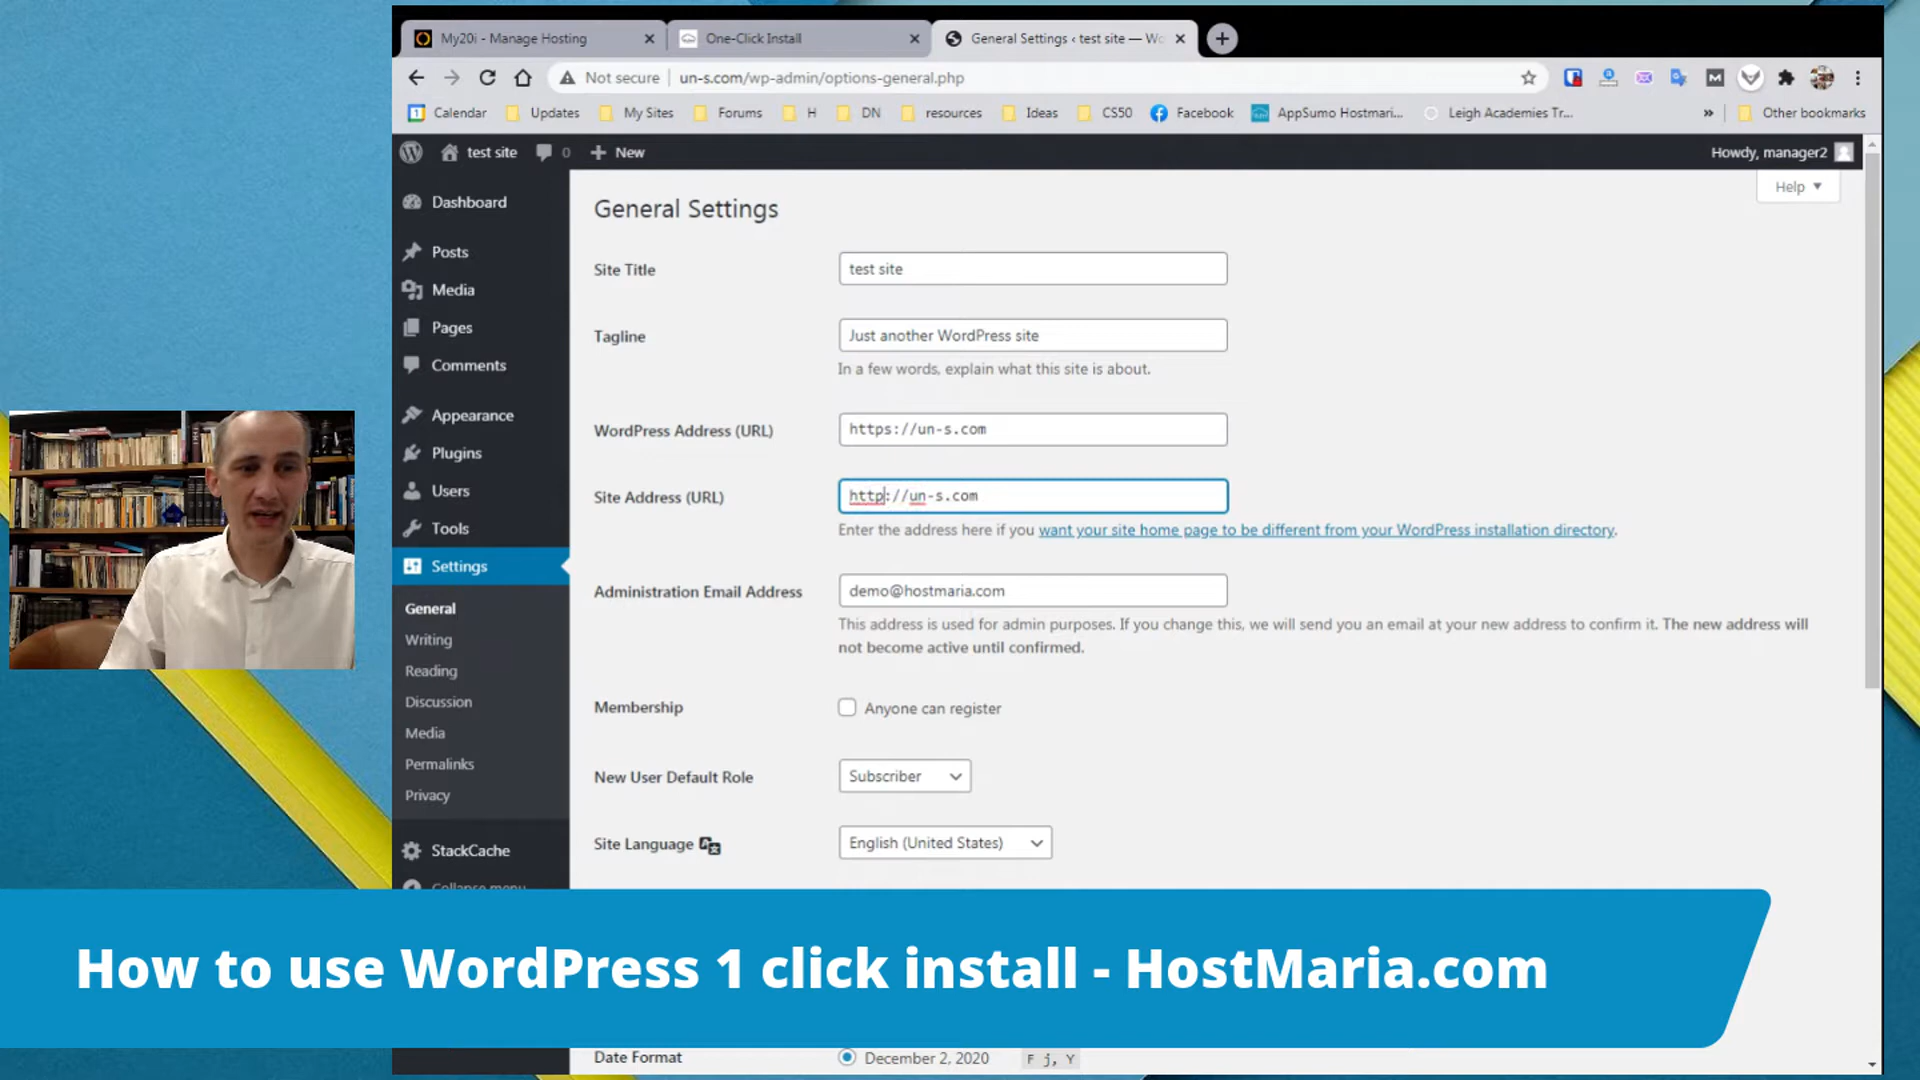 My20i - Manage Hosting
One-Click Install
General Settings ‹ test site — Wo
Not secure | un-s.com/wp-admin/options-general.php
Calendar Updates My Sites Forums H DN resources Ideas CS50 Facebook AppSumo Hostmari... Leigh Academies Tr... » Other bookmarks
test site 0 + New Howdy, manager2
Help
Dashboard
Posts
Media
Pages
Comments
Appearance
Plugins
Users
Tools
Settings
General
Writing
Reading
Discussion
Media
Permalinks
Privacy
StackCache
Collapse menu
General Settings
Site Title test site
Tagline Just another WordPress site
In a few words, explain what this site is about.
WordPress Address (URL) https://un-s.com
Site Address (URL) http://un-s.com
Enter the address here if you want your site home page to be different from your WordPress installation directory.
Administration Email Address demo@hostmaria.com
This address is used for admin purposes. If you change this, we will send you an email at your new address to confirm it. The new address will
not become active until confirmed.
Membership Anyone can register
New User Default Role Subscriber
Site Language English (United States)
How to use WordPress 1 click install - HostMaria.com
Date Format December 2, 2020 F j, Y